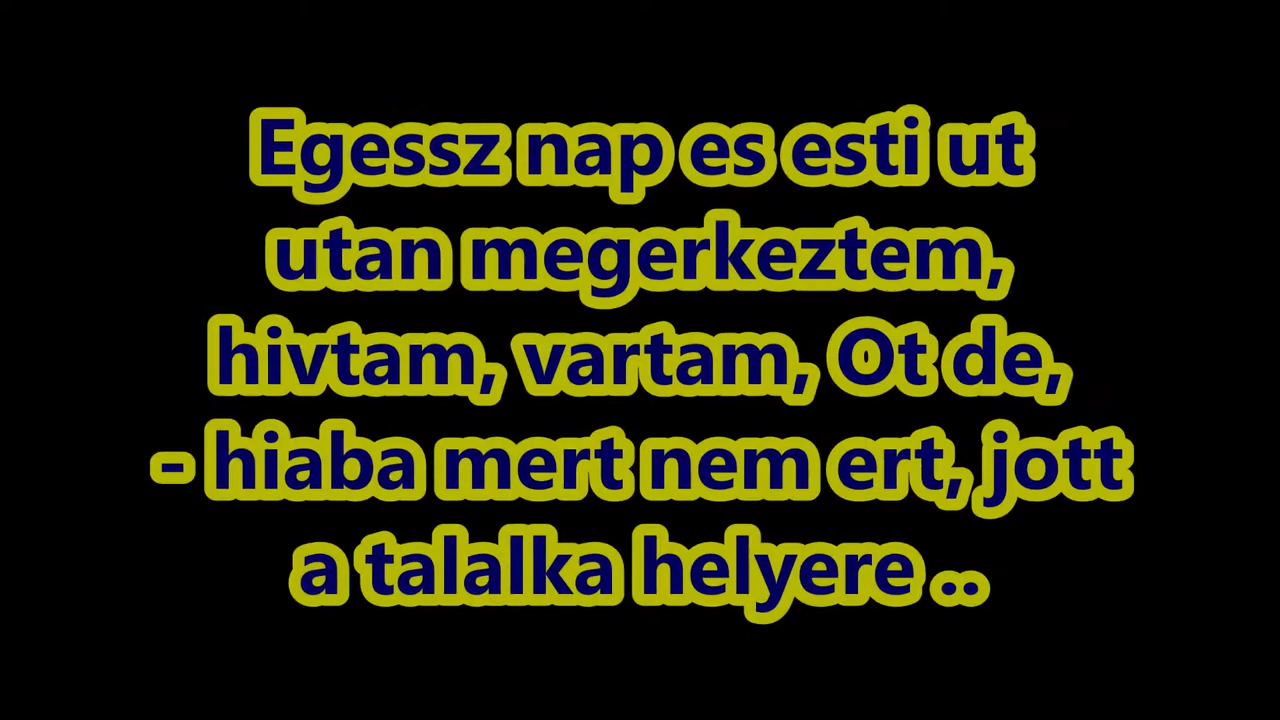 Egessz nap es esti ut
utan megerkeztem,
hivtam, vartam, Ot de,
- hiaba mert nem ert, jott
a talalka helyere ..